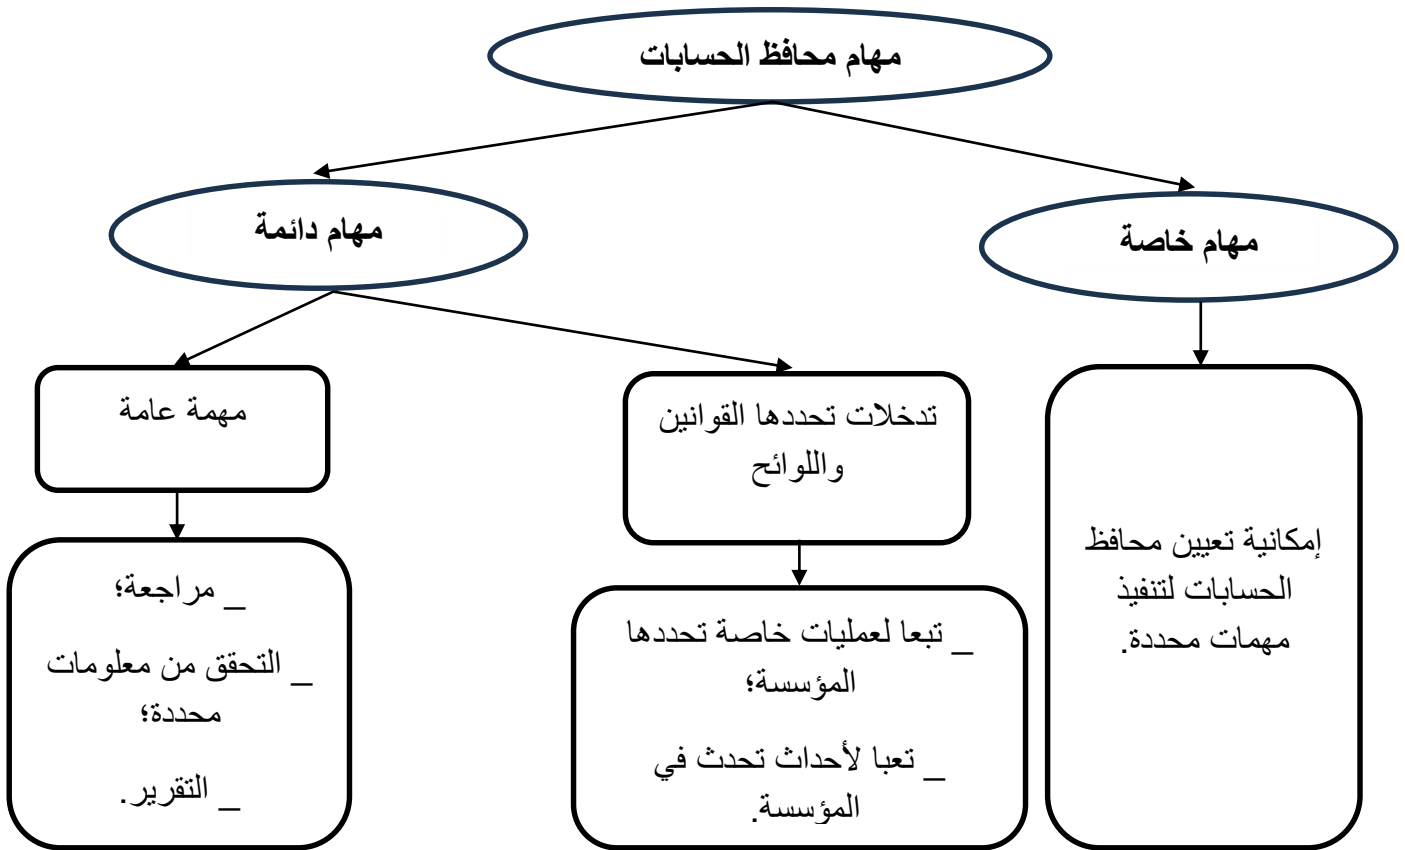 مهام محافظ الحسابات
مهام خاصة
مهام دائمة
إمكانية تعيين محافظ
الحسابات لتنفيذ
مهمات محددة.
تدخلات تحددها القوانين
واللوائح
_ تبعا لعمليات خاصة تحددها
المؤسسة؛
_ تعبا لأحداث تحدث في
المؤسسة.
مهمة عامة
_ مراجعة؛
_ التحقق من معلومات
محددة؛
_ التقرير.